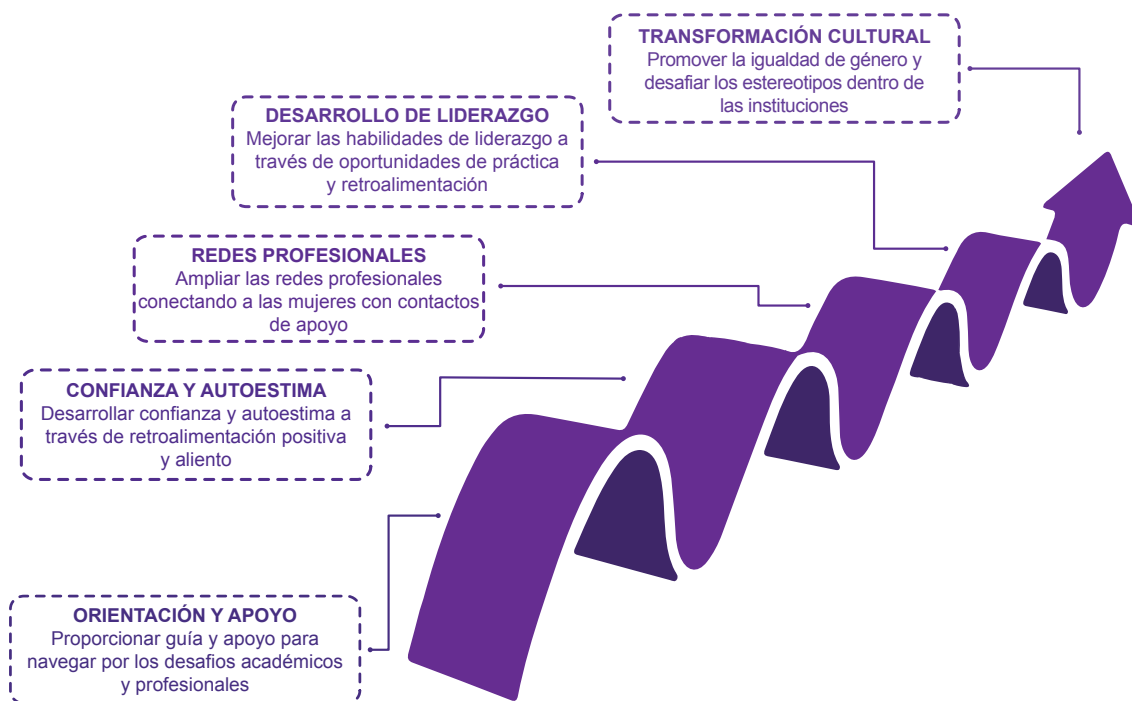 TRANSFORMACIÓN CULTURAL
Promover la igualdad de género y
desafiar los estereotipos dentro de
las instituciones
DESARROLLO DE LIDERAZGO
Mejorar las habilidades de liderazgo a
través de oportunidades de práctica
y retroalimentación
REDES PROFESIONALES
Ampliar las redes profesionales
conectando a las mujeres con contactos
de apoyo
CONFIANZA Y AUTOESTIMA
Desarrollar confianza y autoestima a
través de retroalimentación positiva
y aliento
ORIENTACIÓN Y APOYO
Proporcionar guía y apoyo para
navegar por los desafios académicos
y profesionales